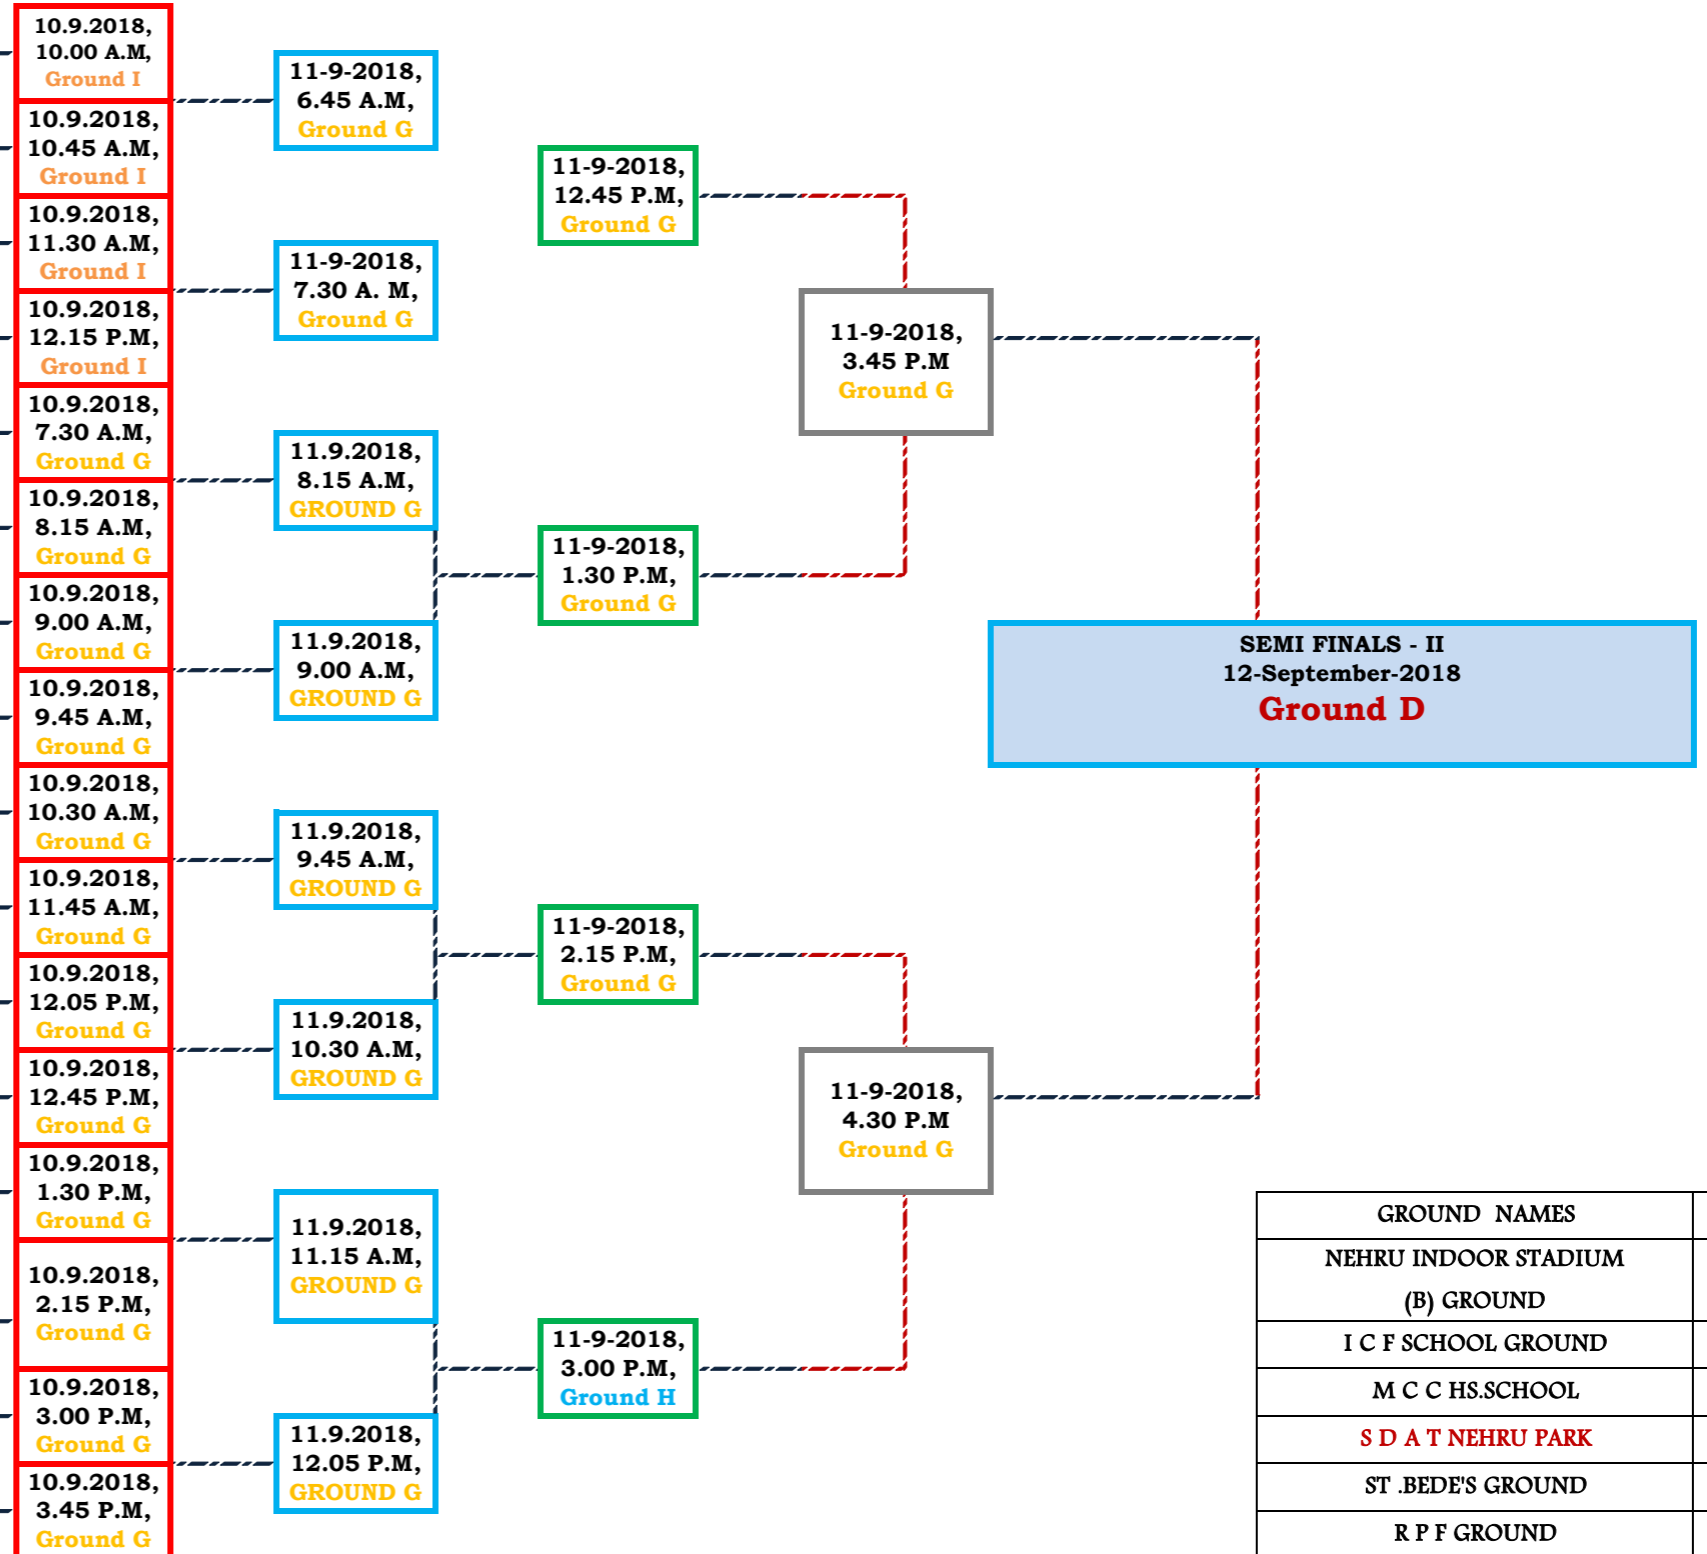 10.9.2018,
10.00 A.M,
Ground I
10.9.2018,
10.45 A.M,
Ground I
10.9.2018,
11.30 A.M,
Ground I
10.9.2018,
12.15 P.M,
Ground I
10.9.2018,
7.30 A.M,
Ground G
10.9.2018,
8.15 A.M,
Ground G
10.9.2018,
9.00 A.M,
Ground G
10.9.2018,
9.45 A.M,
Ground G
10.9.2018,
10.30 A.M,
Ground G
10.9.2018,
11.45 A.M,
Ground G
10.9.2018,
12.05 P.M,
Ground G
10.9.2018,
12.45 P.M,
Ground G
10.9.2018,
1.30 P.M,
Ground G
10.9.2018,
2.15 P.M,
Ground G
10.9.2018,
3.00 P.M,
Ground G
10.9.2018,
3.45 P.M,
Ground G
11-9-2018,
6.45 A.M,
Ground G
11-9-2018,
7.30 A. M,
Ground G
11.9.2018,
8.15 A.M,
GROUND G
11.9.2018,
9.00 A.M,
GROUND G
11.9.2018,
9.45 A.M,
GROUND G
11.9.2018,
10.30 A.M,
GROUND G
11.9.2018,
11.15 A.M,
GROUND G
11.9.2018,
12.05 P.M,
GROUND G
11-9-2018,
12.45 P.M,
Ground G
11-9-2018,
1.30 P.M,
Ground G
11-9-2018,
2.15 P.M,
Ground G
11-9-2018,
3.00 P.M,
Ground H
11-9-2018,
3.45 P.M
Ground G
11-9-2018,
4.30 P.M
Ground G
SEMI FINALS - II
12-September-2018
Ground D
GROUND NAMES
NEHRU INDOOR STADIUM
(B) GROUND
I C F SCHOOL GROUND
M C C HS.SCHOOL
S D A T NEHRU PARK
ST .BEDE'S GROUND
R P F GROUND